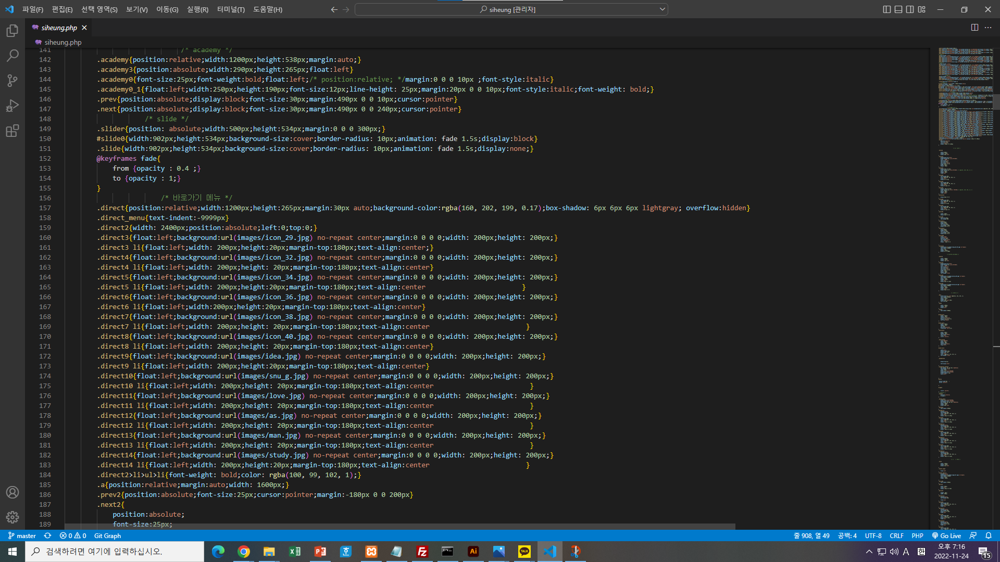 파일(F) 편집(E) 선택 영역(S) 보기(V) 이동(G) 실행(R) 터미널(T) 도움말(H)
siheung [관리자]
siheung.php
siheung.php
141 /* academy */
142 .academy{position:relative;width:1200px;height:538px;margin:auto;}
143 .academy3{position:absolute;width:290px;height:265px;float:left}
144 .academy0{font-size:25px;font-weight:bold;float:left;/* position:relative; */margin:0 0 0 10px ;font-style:italic}
145 .academy0_1{float:left;width:250px;height:190px;font-size:12px;line-height: 25px;margin:20px 0 0 10px;font-style:italic;font-weight: bold;}
146 .prev{position:absolute;display:block;font-size:30px;margin:490px 0 0 10px;cursor:pointer}
147 .next{position:absolute;display:block;font-size:30px;margin:490px 0 0 240px;cursor:pointer}
148 /* slide */
149 .slider{position: absolute;width:500px;height:534px;margin:0 0 0 300px;}
150 #slide0{width:902px;height:534px;background-size:cover;border-radius: 10px;animation: fade 1.5s;display:block}
151 .slide{width:902px;height:534px;background-size:cover;border-radius: 10px;animation: fade 1.5s;display:none;}
152 @keyframes fade{
153 from {opacity : 0.4 ;}
154 to {opacity : 1;}
155 }
156 /* 바로가기 메뉴 */
157 .direct{position:relative;width:1200px;height:265px;margin:30px auto;background-color:rgba(160, 202, 199, 0.17);box-shadow: 6px 6px 6px lightgray; overflow:hidden}
158 .direct_menu{text-indent:-9999px}
159 .direct2{width: 2400px;position:absolute;left:0;top:0;}
160 .direct3{float:left;background:url(images/icon_29.jpg) no-repeat center;margin:0 0 0 0;width: 200px;height: 200px;}
161 .direct3 li{float:left;width: 200px;height:20px;margin-top:180px;text-align:center;}
162 .direct4{float:left;background:url(images/icon_32.jpg) no-repeat center;margin:0 0 0 0;width: 200px;height: 200px;}
163 .direct4 li{float:left;width: 200px;height: 20px;margin-top:180px;text-align:center}
164 .direct5{float:left;background:url(images/icon_34.jpg) no-repeat center;margin:0 0 0 0;width: 200px;height: 200px;}
165 .direct5 li{float:left;width: 200px;height:20px;margin-top:180px;text-align:center }
166 .direct6{float:left;background:url(images/icon_36.jpg) no-repeat center;margin:0 0 0 0;width: 200px;height: 200px;}
167 .direct6 li{float:left;width:200px;height:20px;margin-top:180px;text-align:center}
168 .direct7{float:left;background:url(images/icon_38.jpg) no-repeat center;margin:0 0 0 0;width: 200px;height: 200px;}
169 .direct7 li{float:left;width: 200px;height: 20px;margin-top:180px;text-align:center }
170 .direct8{float:left;background:url(images/icon_40.jpg) no-repeat center;margin:0 0 0 0;width: 200px;height: 200px;}
171 .direct8 li{float:left;width: 200px;height: 20px;margin-top:180px;text-align:center}
172 .direct9{float:left;background:url(images/idea.jpg) no-repeat center;margin:0 0 0 0;width: 200px;height: 200px;}
173 .direct9 li{float:left;width: 200px;height:20px;margin-top:180px;text-align:center}
174 .direct10{float:left;background:url(images/snu_g.jpg) no-repeat center;margin:0 0 0 0;width: 200px;height: 200px;}
175 .direct10 li{float:left;width: 200px;height: 20px;margin-top:180px;text-align:center }
176 .direct11{float:left;background:url(images/love.jpg) no-repeat center;margin:0 0 0 0;width: 200px;height: 200px;}
177 .direct11 li{float:left;width: 200px;height: 20px;margin-top:180px;text-align:center }
178 .direct12{float:left;background:url(images/as.jpg) no-repeat center;margin:0 0 0 0;width: 200px;height: 200px;}
179 .direct12 li{float:left;width: 200px;height: 20px;margin-top:180px;text-align:center }
180 .direct13{float:left;background:url(images/man.jpg) no-repeat center;margin:0 0 0 0;width: 200px;height: 200px;}
181 .direct13 li{float:left;width: 200px;height: 20px;margin-top:180px;text-align:center }
182 .direct14{float:left;background:url(images/study.jpg) no-repeat center;margin:0 0 0 0;width: 200px;height: 200px;}
183 .direct14 li{float:left;width: 200px;height:20px;margin-top:180px;text-align:center }
184 .direct2>li>ul>li{font-weight: bold;color: rgba(100, 99, 102, 1);}
185 .a{position:relative;margin:auto;width: 1600px;}
186 .prev2{position:absolute;font-size:25px;cursor:pointer;margin:-180px 0 0 200px}
187 .next2{
188 position:absolute;
189 font-size:25px;
master 0 0 Git Graph 줄 908, 열 49 공백: 4 UTF-8 CRLF PHP Go Live
검색하려면 여기에 입력하십시오. TALK Ai A 오후 7:16
2022-11-24 15